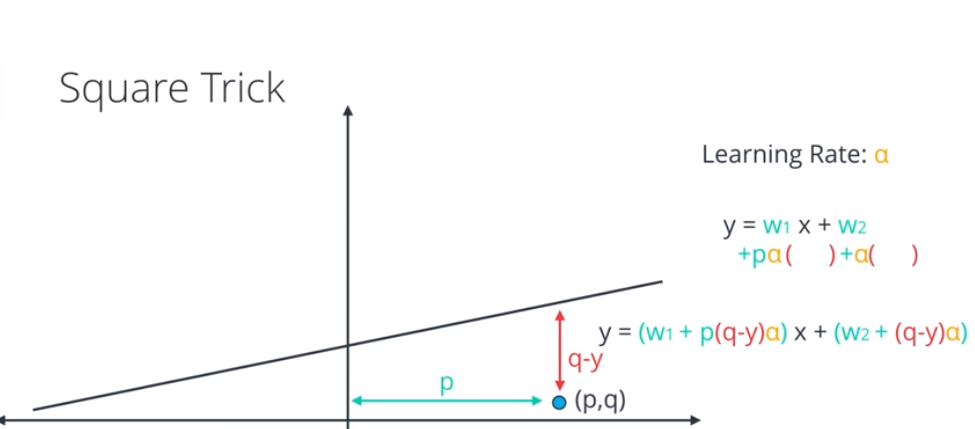 Square Trick
Learning Rate: α
y = w1 x + w2
+pα( )+α( )
y = (w1 + p(q-y)α) x + (w2 + (q-y)α)
q-y
p
(p,q)